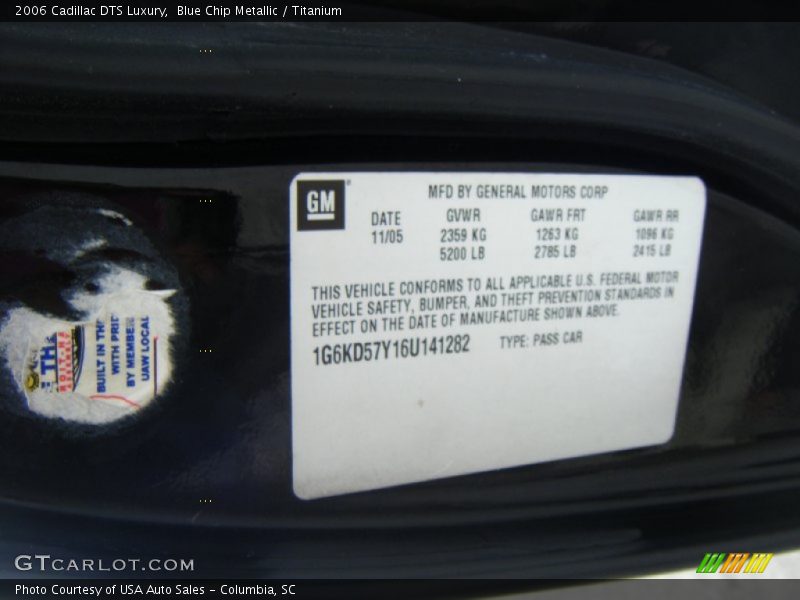 2006 Cadillac DTS Luxury,  Blue Chip Metallic / Titanium
GM
MFD BY GENERAL MOTORS CORP
DATE GVWR GAWR FRT GAWR RR
11/05 2359 KG 1263 KG 1096 KG
5200 LB 2785 LB 2415 LB
THIS VEHICLE CONFORMS TO ALL APPLICABLE U.S. FEDERAL MOTOR
VEHICLE SAFETY, BUMPER, AND THEFT PREVENTION STANDARDS IN
EFFECT ON THE DATE OF MANUFACTURE SHOWN ABOVE.
1G6KD57Y16U141282 TYPE: PASS CAR
BUILT IN TH
WITH PRID
BY MEMBE
UAW LOCAL
GTcarlot.com
Photo Courtesy of USA Auto Sales – Columbia, SC